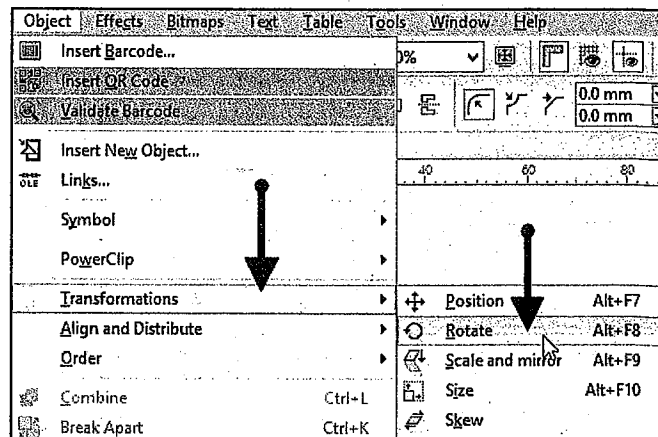 Object Effects Bitmaps Text Table Tools Window Help
Insert Barcode...
0%
Insert QR Code
Validate Barcode
0.0 mm
0.0 mm
Insert New Object...
Links...
OLE
40 60 80
Symbol
PowerClip
Transformations
Position Alt+F7
Align and Distribute
Rotate Alt+F8
Order
Scale and mirror Alt+F9
Combine Ctrl+L
Size Alt+F10
Break Apart Ctrl+K
Skew